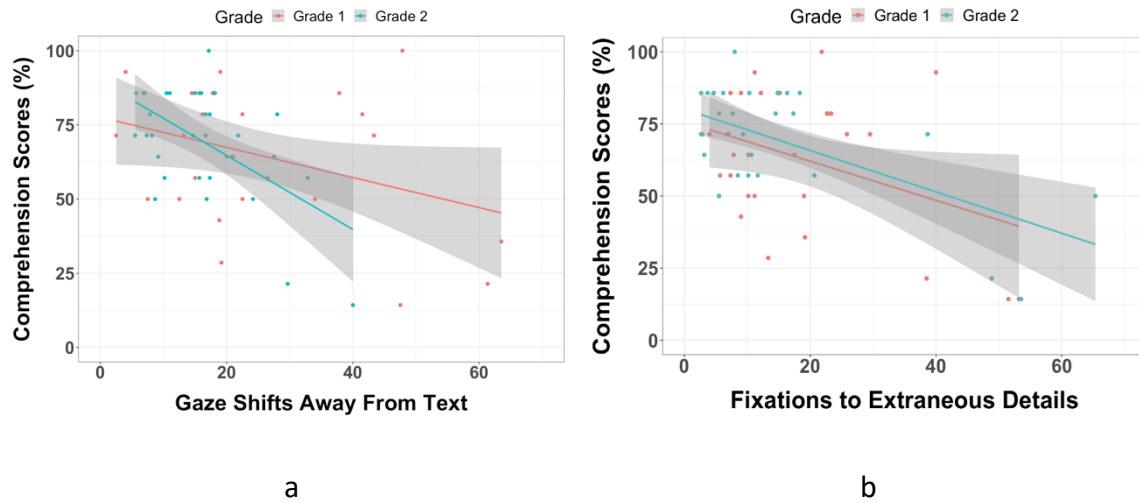 Grade Grade 1 Grade 2
Comprehension Scores (%)
100
75
50
25
0
0 20 40 60
Gaze Shifts Away From Text
a
Grade Grade 1 Grade 2
Comprehension Scores (%)
100
75
50
25
0
0 20 40 60
Fixations to Extraneous Details
b